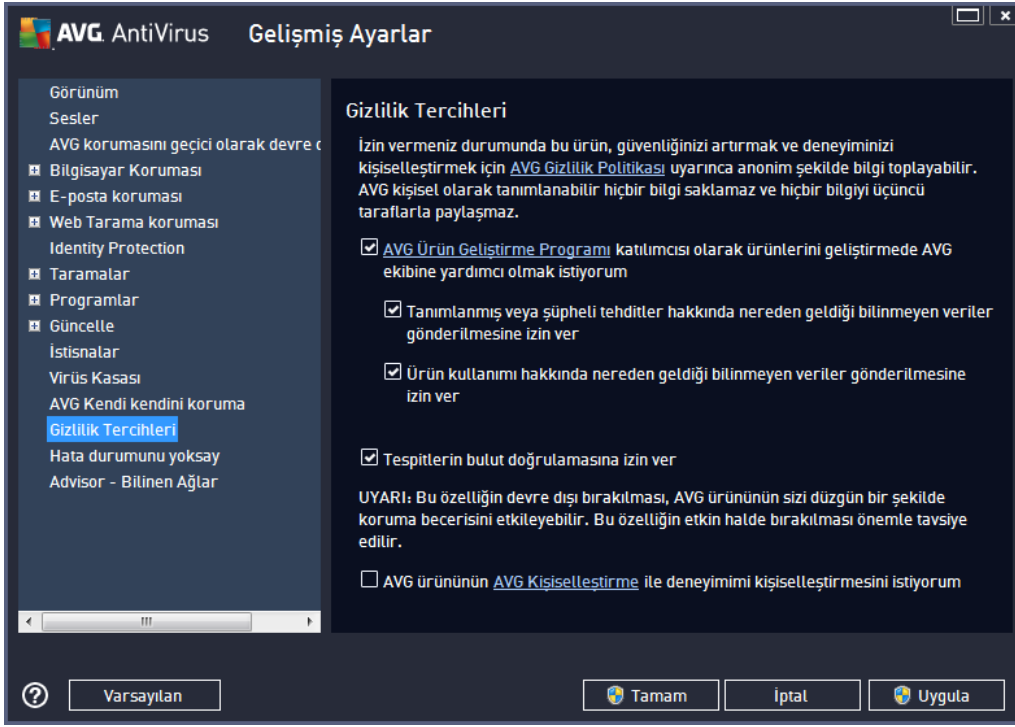 AVG. AntiVirus Gelişmiş Ayarlar
Görünüm
Sesler
AVG korumasını geçici olarak devre
Bilgisayar Koruması
E-posta koruması
Web Tarama koruması
Identity Protection
Taramalar
Programlar
Güncelle
İstisnalar
Virüs Kasası
AVG Kendi kendini koruma
Gizlilik Tercihleri
Hata durumunu yoksay
Advisor - Bilinen Ağlar
Gizlilik Tercihleri
İzin vermeniz durumunda bu ürün, güvenliğinizi artırmak ve deneyiminizi
kişiselleştirmek için AVG Gizlilik Politikası uyarınca anonim şekilde bilgi toplayabilir.
AVG kişisel olarak tanımlanabilir hiçbir bilgi saklamaz ve hiçbir bilgiyi üçüncü
taraflarla paylaşmaz.
AVG Ürün Geliştirme Programı katılımcısı olarak ürünlerini geliştirmede AVG
ekibine yardımcı olmak istiyorum
Tanımlanmış veya şüpheli tehditler hakkında nereden geldiği bilinmeyen veriler
gönderilmesine izin ver
Ürün kullanımı hakkında nereden geldiği bilinmeyen veriler gönderilmesine
izin ver
Tespitlerin bulut doğrulamasına izin ver
UYARI: Bu özelliğin devre dışı bırakılması, AVG ürününün sizi düzgün bir şekilde
koruma becerisini etkileyebilir. Bu özelliğin etkin halde bırakılması önemle tavsiye
edilir.
AVG ürününün AVG Kişiselleştirme ile deneyimimi kişiselleştirmesini istiyorum
Varsayılan
Tamam
İptal
Uygula